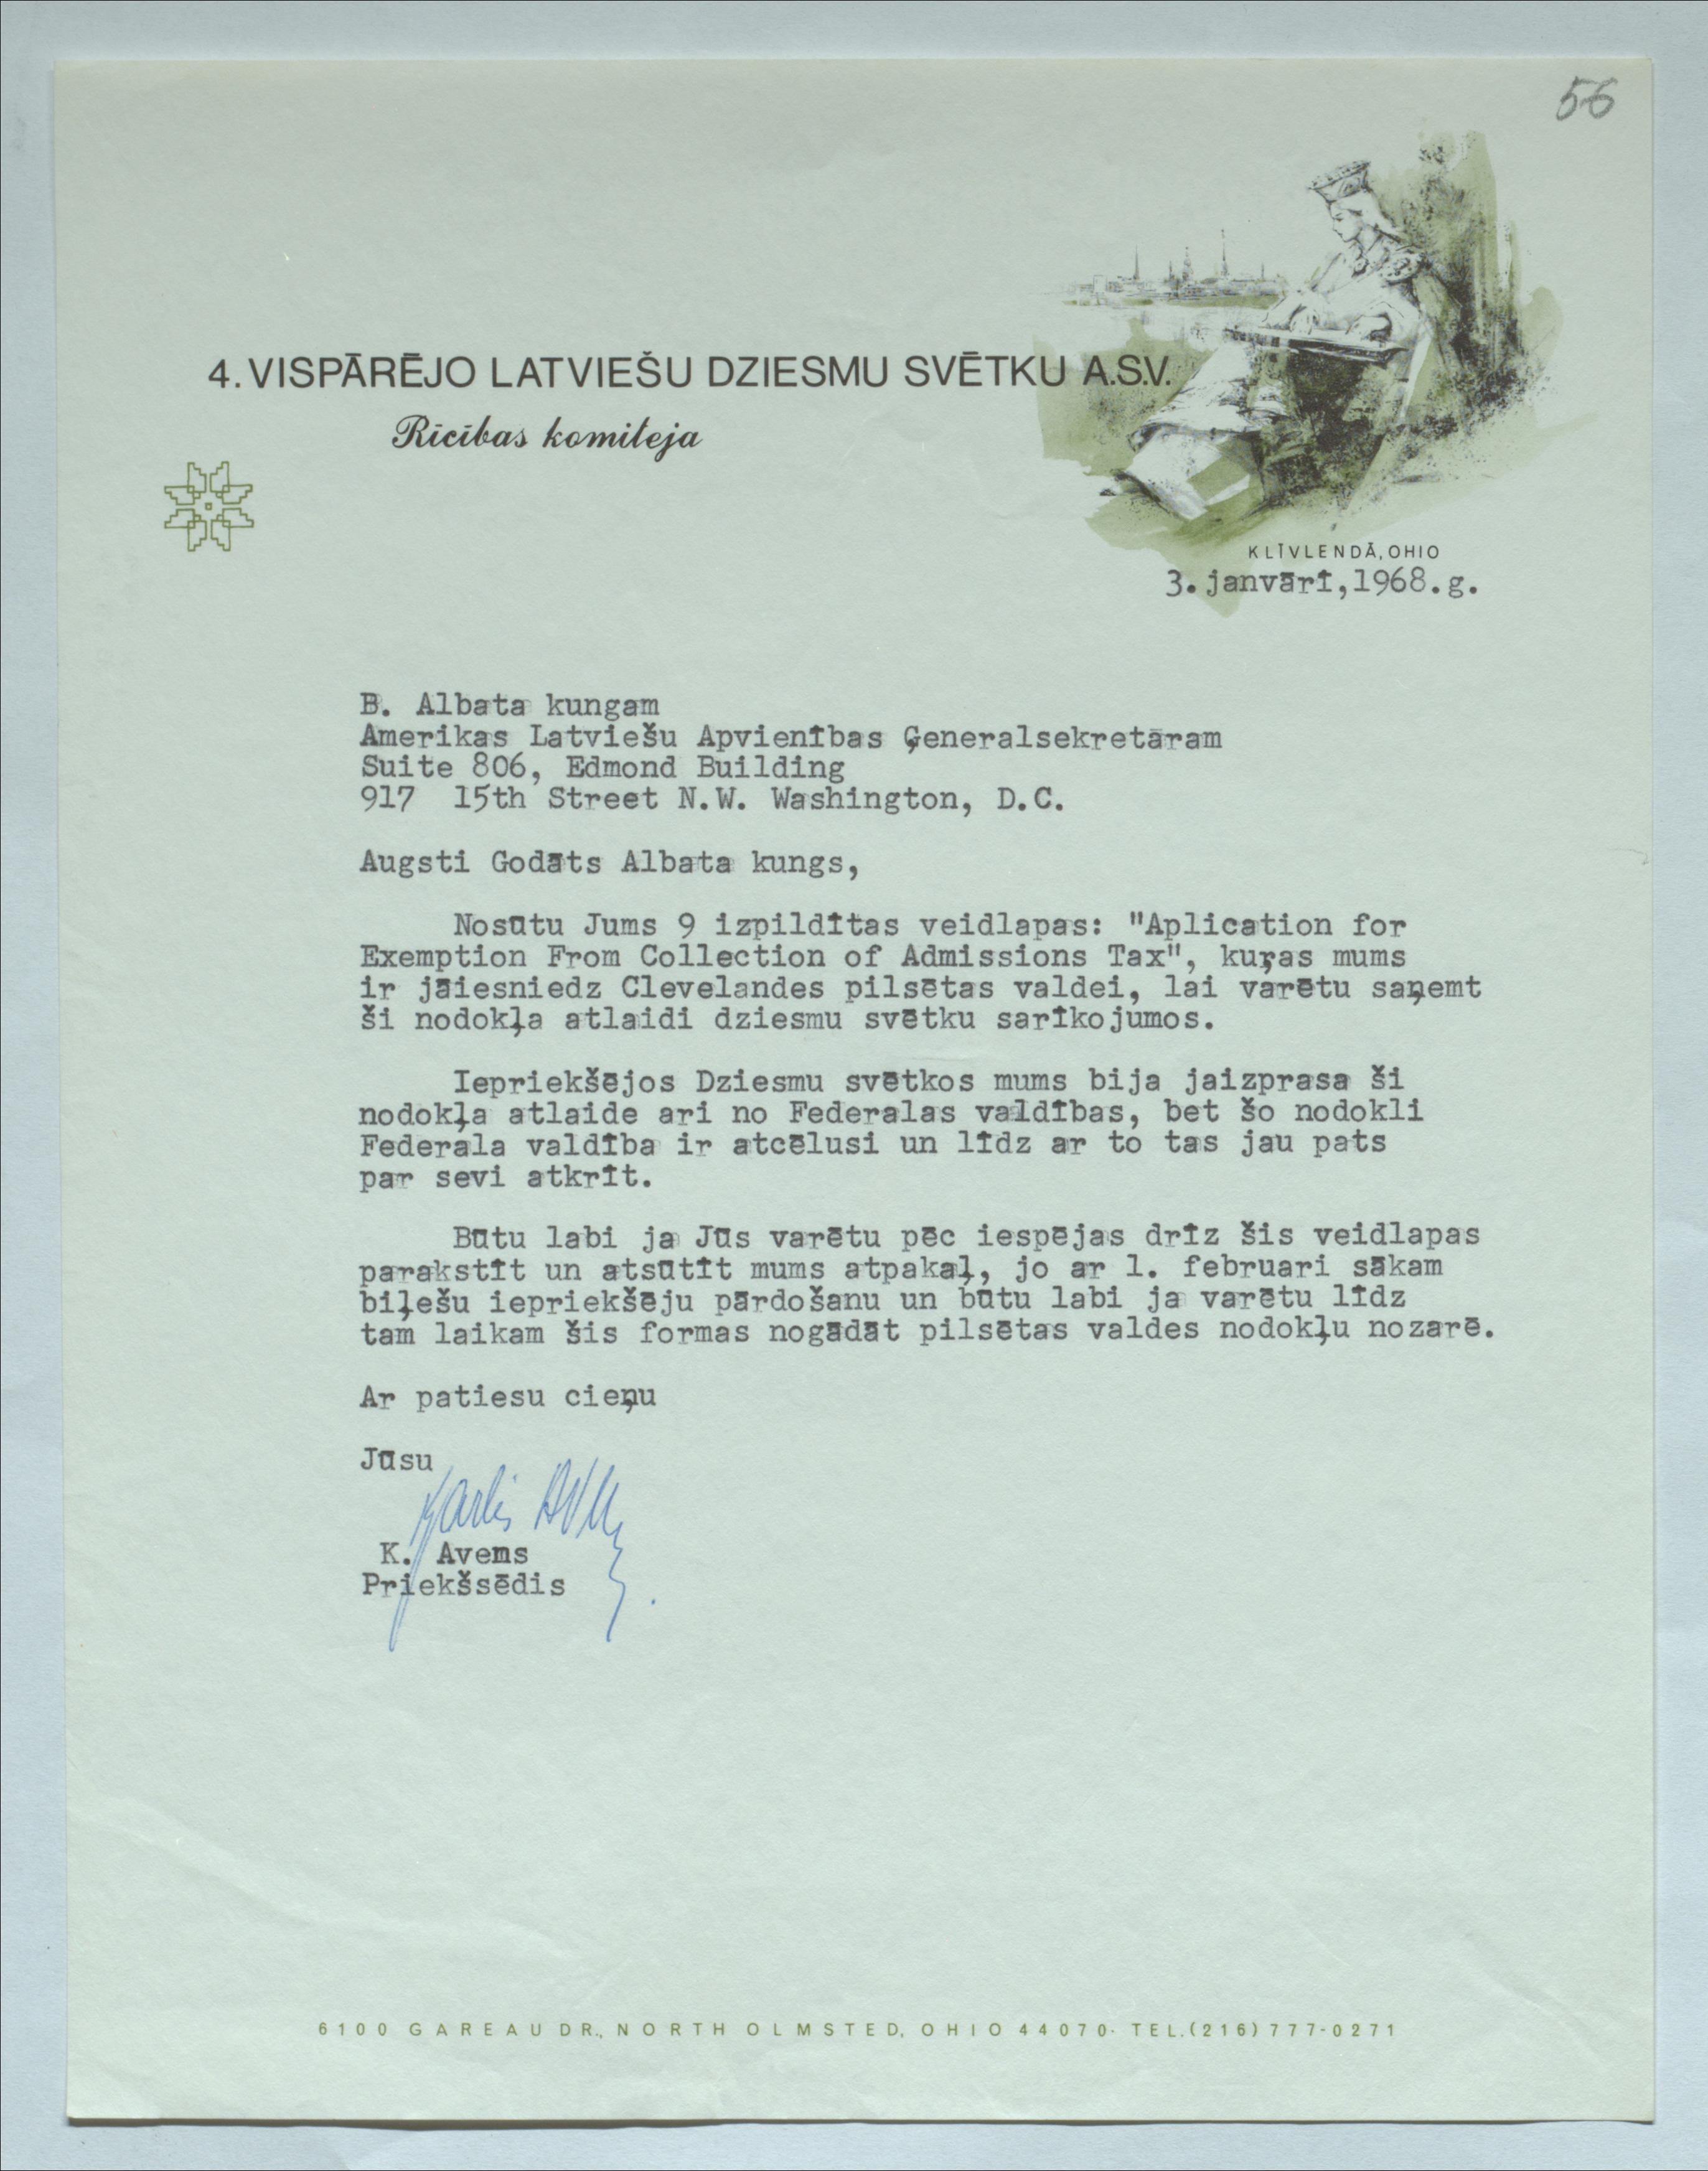 56
4. VISPĀRĒJO LATVIEŠU DZIESMU SVĒTKU A.S.V.
Rīcības komiteja
KLĪVLENDĀ, OHIO
3. janvārī, 1968. g.
B. Albata kungam
Amerikas Latviešu Apvienības Ģeneralsekretāram
Suite 806, Edmond Building
917 15th Street N.W. Washington, D.C.
Augsti Godāts Albata kungs,
Nosūtu Jums 9 izpildītas veidlapas: "Aplication for
Exemption From Collection of Admissions Tax", kuŗas mums
ir jāiesniedz Clevelandes pilsētas valdei, lai varētu saņemt
ši nodokļa atlaidi dziesmu svētku sarīkojumos.
Iepriekšējos Dziesmu svētkos mums bija jaizprasa ši
nodokļa atlaide ari no Federalas valdības, bet šo nodokli
Federala valdība ir atcēlusi un līdz ar to tas jau pats
par sevi atkrīt.
Būtu labi ja Jūs varētu pēc iespējas drīz šis veidlapas
parakstīt un atsūtīt mums atpakaļ, jo ar 1. februari sākam
biļešu iepriekšēju pārdošanu un būtu labi ja varētu līdz
tam laikam šis formas nogādāt pilsētas valdes nodokļu nozarē.
Ar patiesu cieņu
Jūsu
K. Avens
Priekšsēdis
6100 GAREAU DR., NORTH OLMSTED, OHIO 44070 · TEL. (216) 777-0271